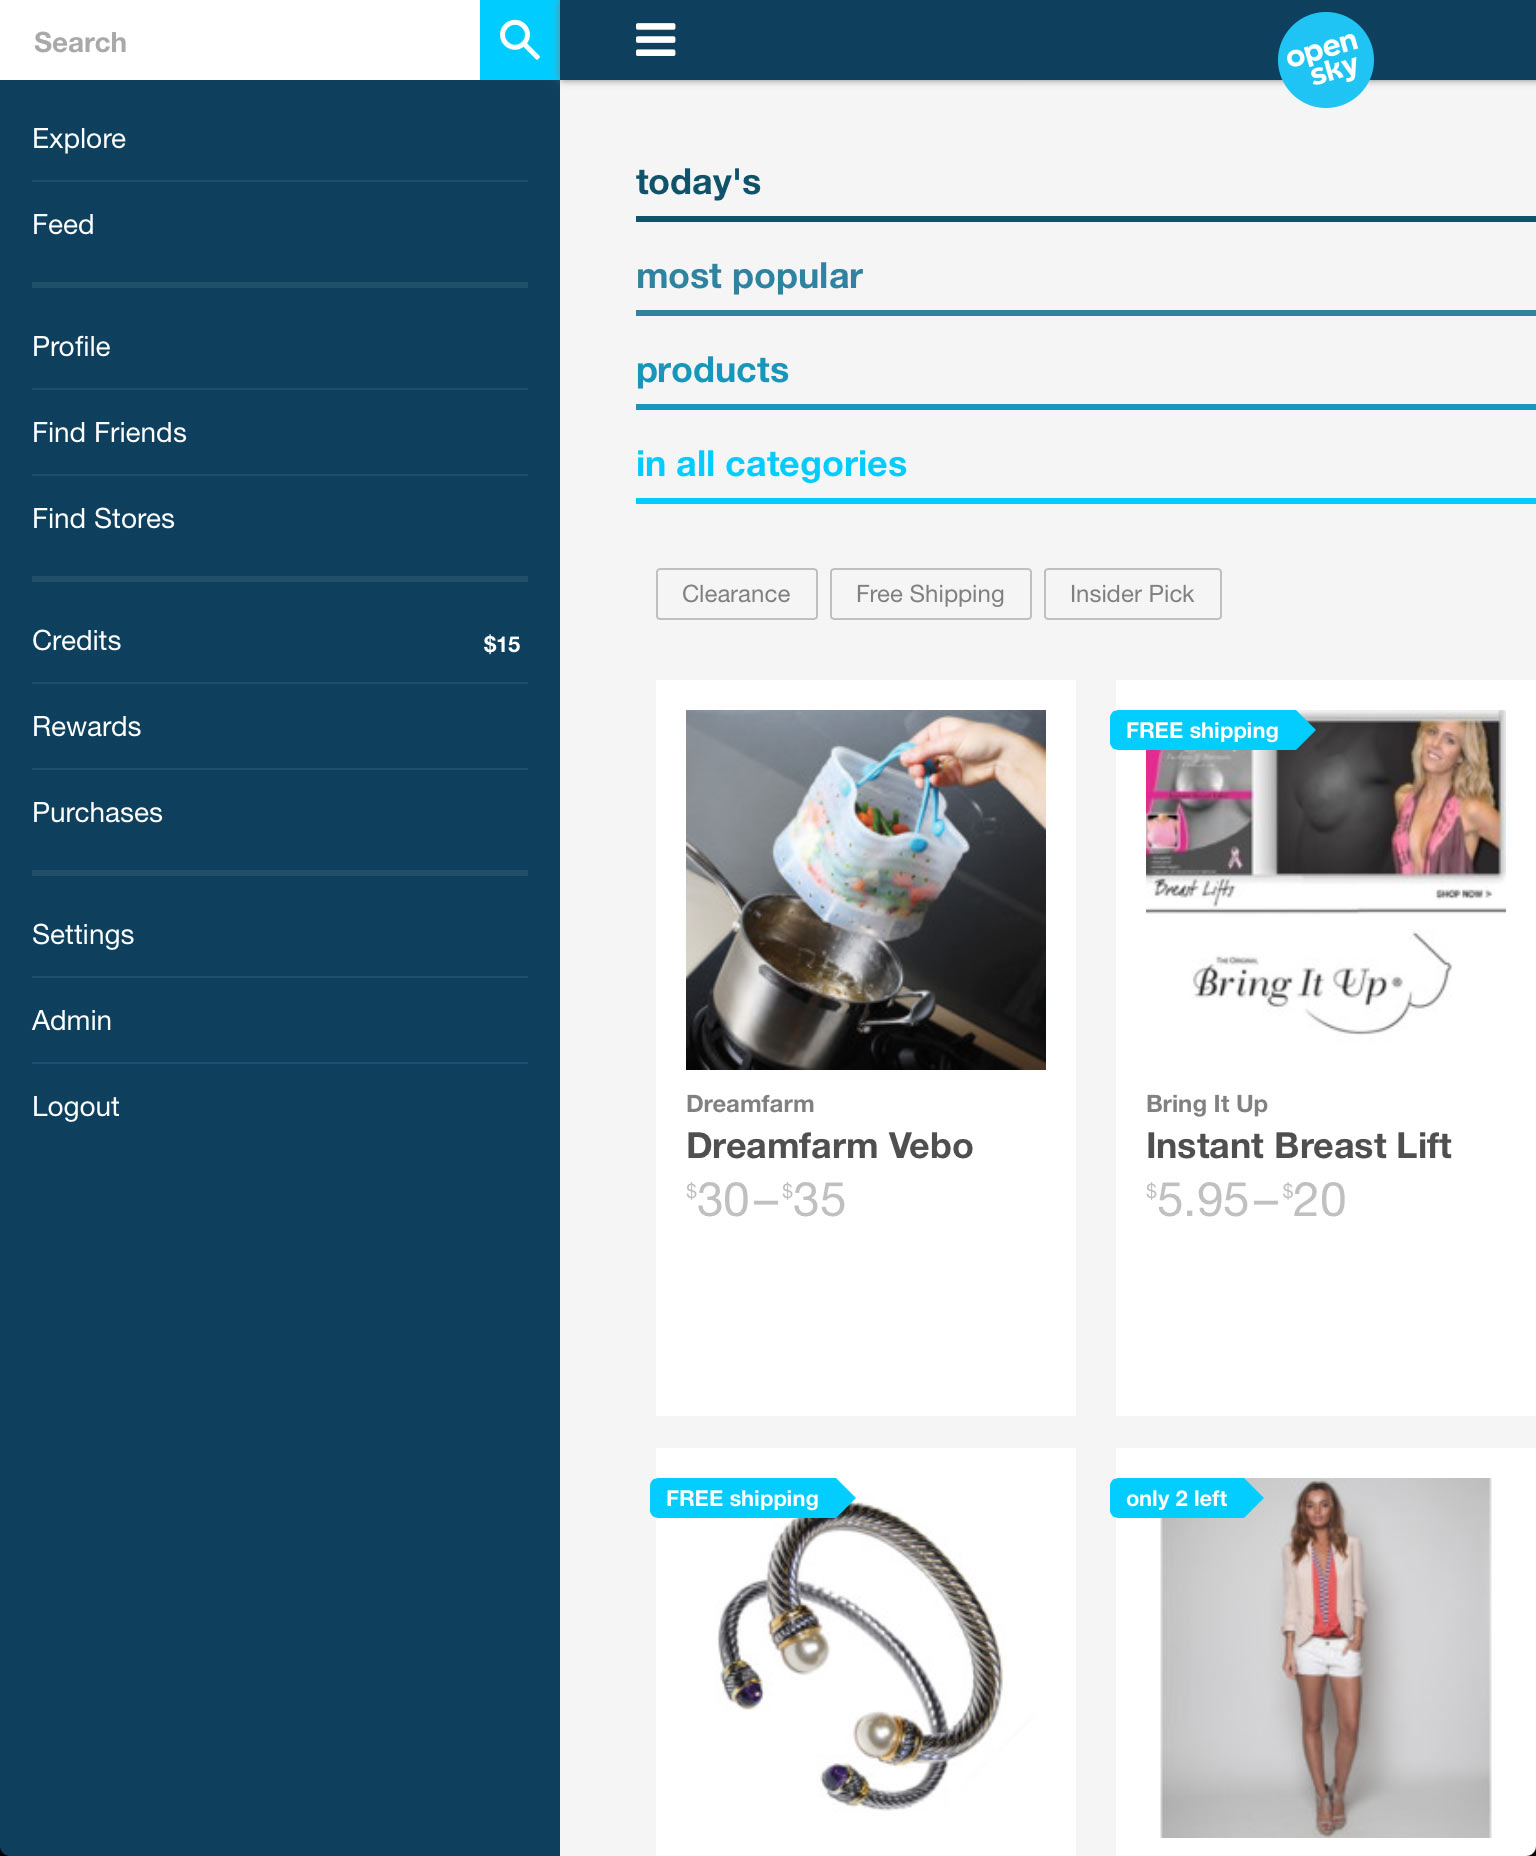 Search
open
sky
Explore
Feed
Profile
Find Friends
Find Stores
Credits $15
Rewards
Purchases
Settings
Admin
Logout
today's
most popular
products
in all categories
Clearance
Free Shipping
Insider Pick
Dreamfarm
Dreamfarm Vebo
$30–$35
FREE shipping
Breast Lifts
SHOP NOW >
THE ORIGINAL
Bring It Up®
Bring It Up
Instant Breast Lift
$5.95–$20
FREE shipping
only 2 left